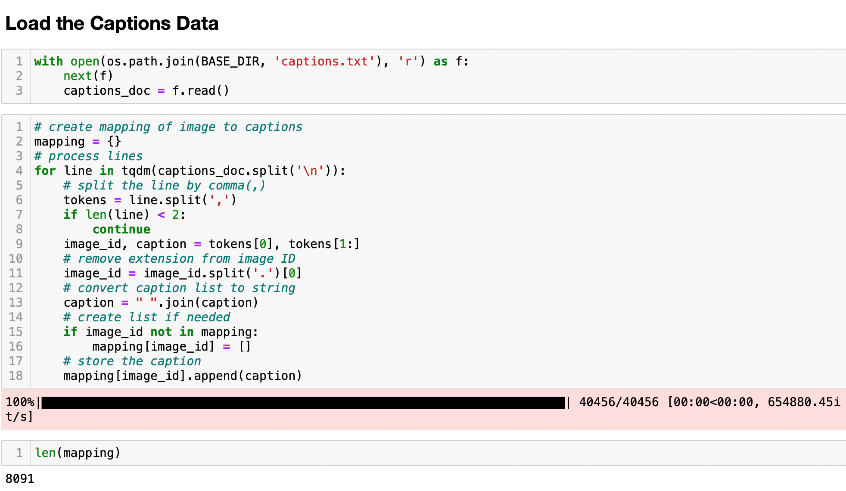 Load the Captions Data
1 with open(os.path.join(BASE_DIR, 'captions.txt'), 'r') as f:
2     next(f)
3     captions_doc = f.read()
1 # create mapping of image to captions
2 mapping = {}
3 # process lines
4 for line in tqdm(captions_doc.split('\n')):
5     # split the line by comma(,)
6     tokens = line.split(',')
7     if len(line) < 2:
8         continue
9     image_id, caption = tokens[0], tokens[1:]
10     # remove extension from image ID
11     image_id = image_id.split('.')[0]
12     # convert caption list to string
13     caption = " ".join(caption)
14     # create list if needed
15     if image_id not in mapping:
16         mapping[image_id] = []
17     # store the caption
18     mapping[image_id].append(caption)
100%| | 40456/40456 [00:00<00:00, 654880.45i
t/s]
1 len(mapping)
8091